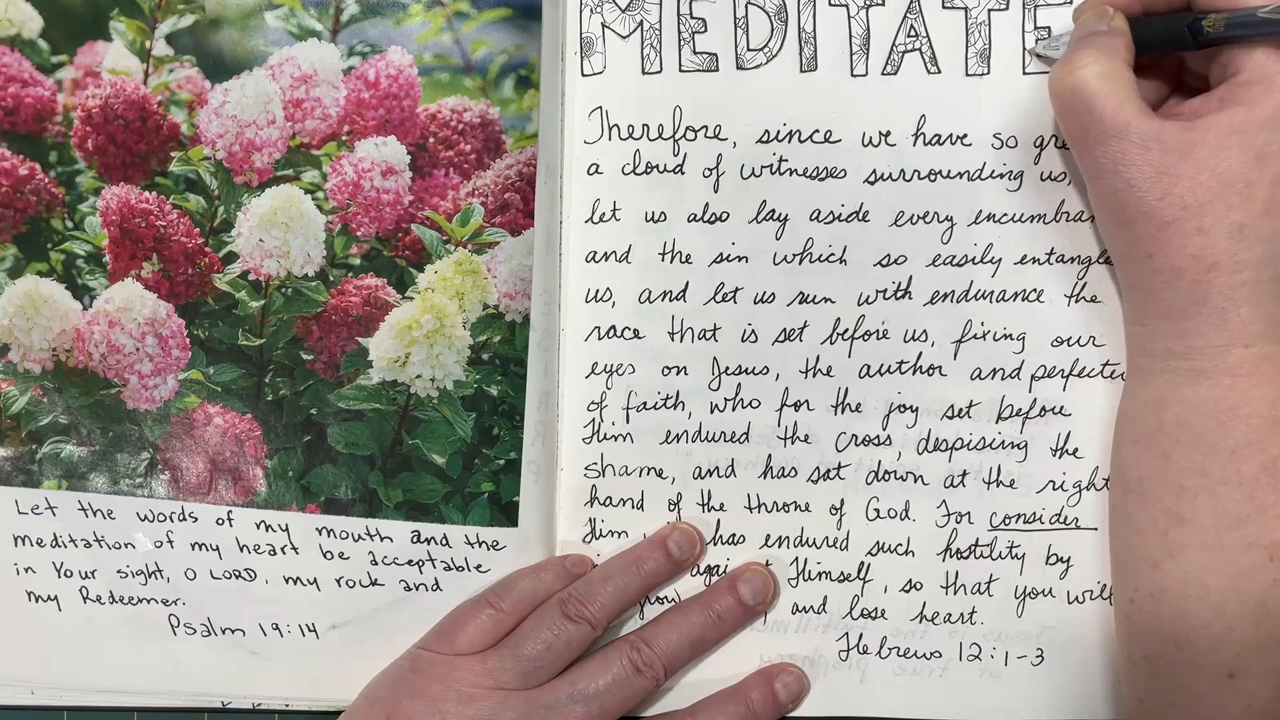 Let the words of my mouth and the
meditation of my heart be acceptable
in Your sight, O LORD, my rock and
my Redeemer.
Psalm 19:14
MEDITATE
Therefore, since we have so
a cloud of witnesses surrounding us,
let us also lay aside every
and the sin which so easily
us, and let us run with endurance the
race that is set before us, fixing our
eyes on Jesus, the author and perfecter
of faith, who for the joy set before
Him endured the cross, despising the
shame, and has sat down at the right
hand of the throne of God. For consider
Him has endured such hostility by
Himself, so that you will
grow and lose heart.
Hebrews 12:1-3